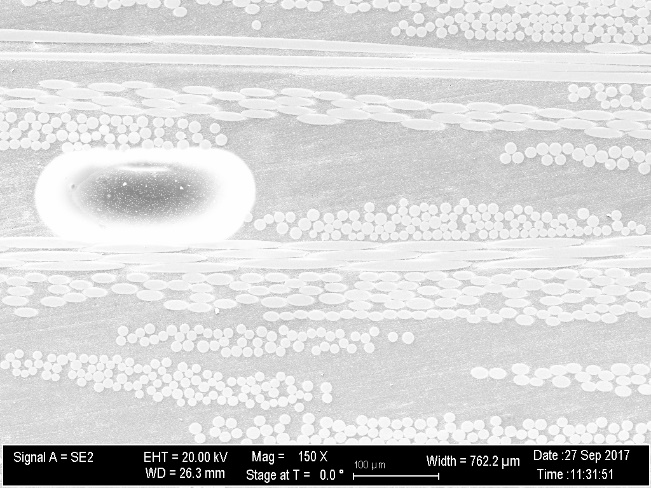 Signal A = SE2 EHT = 20.00 kV Mag = 150 X 100 µm Width = 762.2 µm Date :27 Sep 2017
WD = 26.3 mm Stage at T = 0.0 ° Time :11:31:51